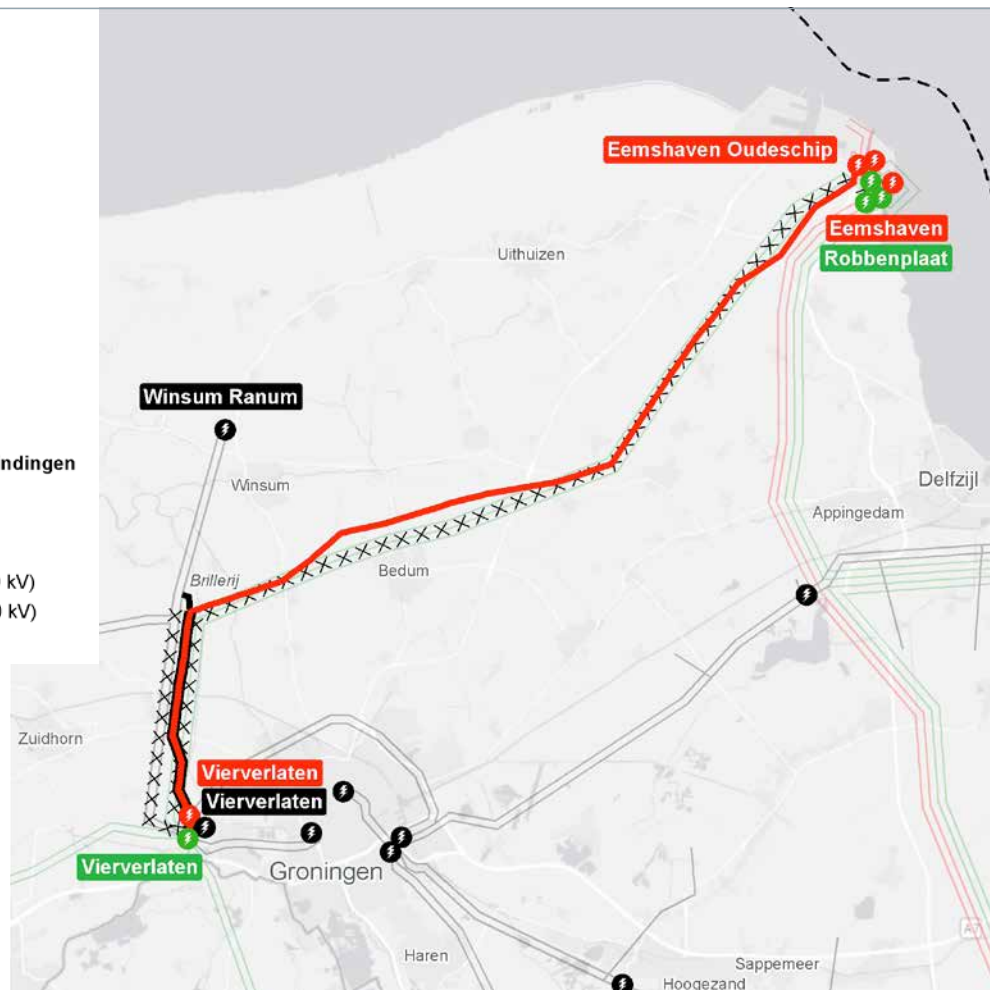 Eemshaven Oudeschip
Eemshaven
Robbenplaat
Uithuizen
Winsum Ranum
ndingen
Winsum
Delfzijl
Appingedam
Bedum
Brillerij
kV)
kV)
Zuidhorn
Vierverlaten
Vierverlaten
Vierverlaten
Groningen
A7
Haren
Sappemeer
Hoogezand